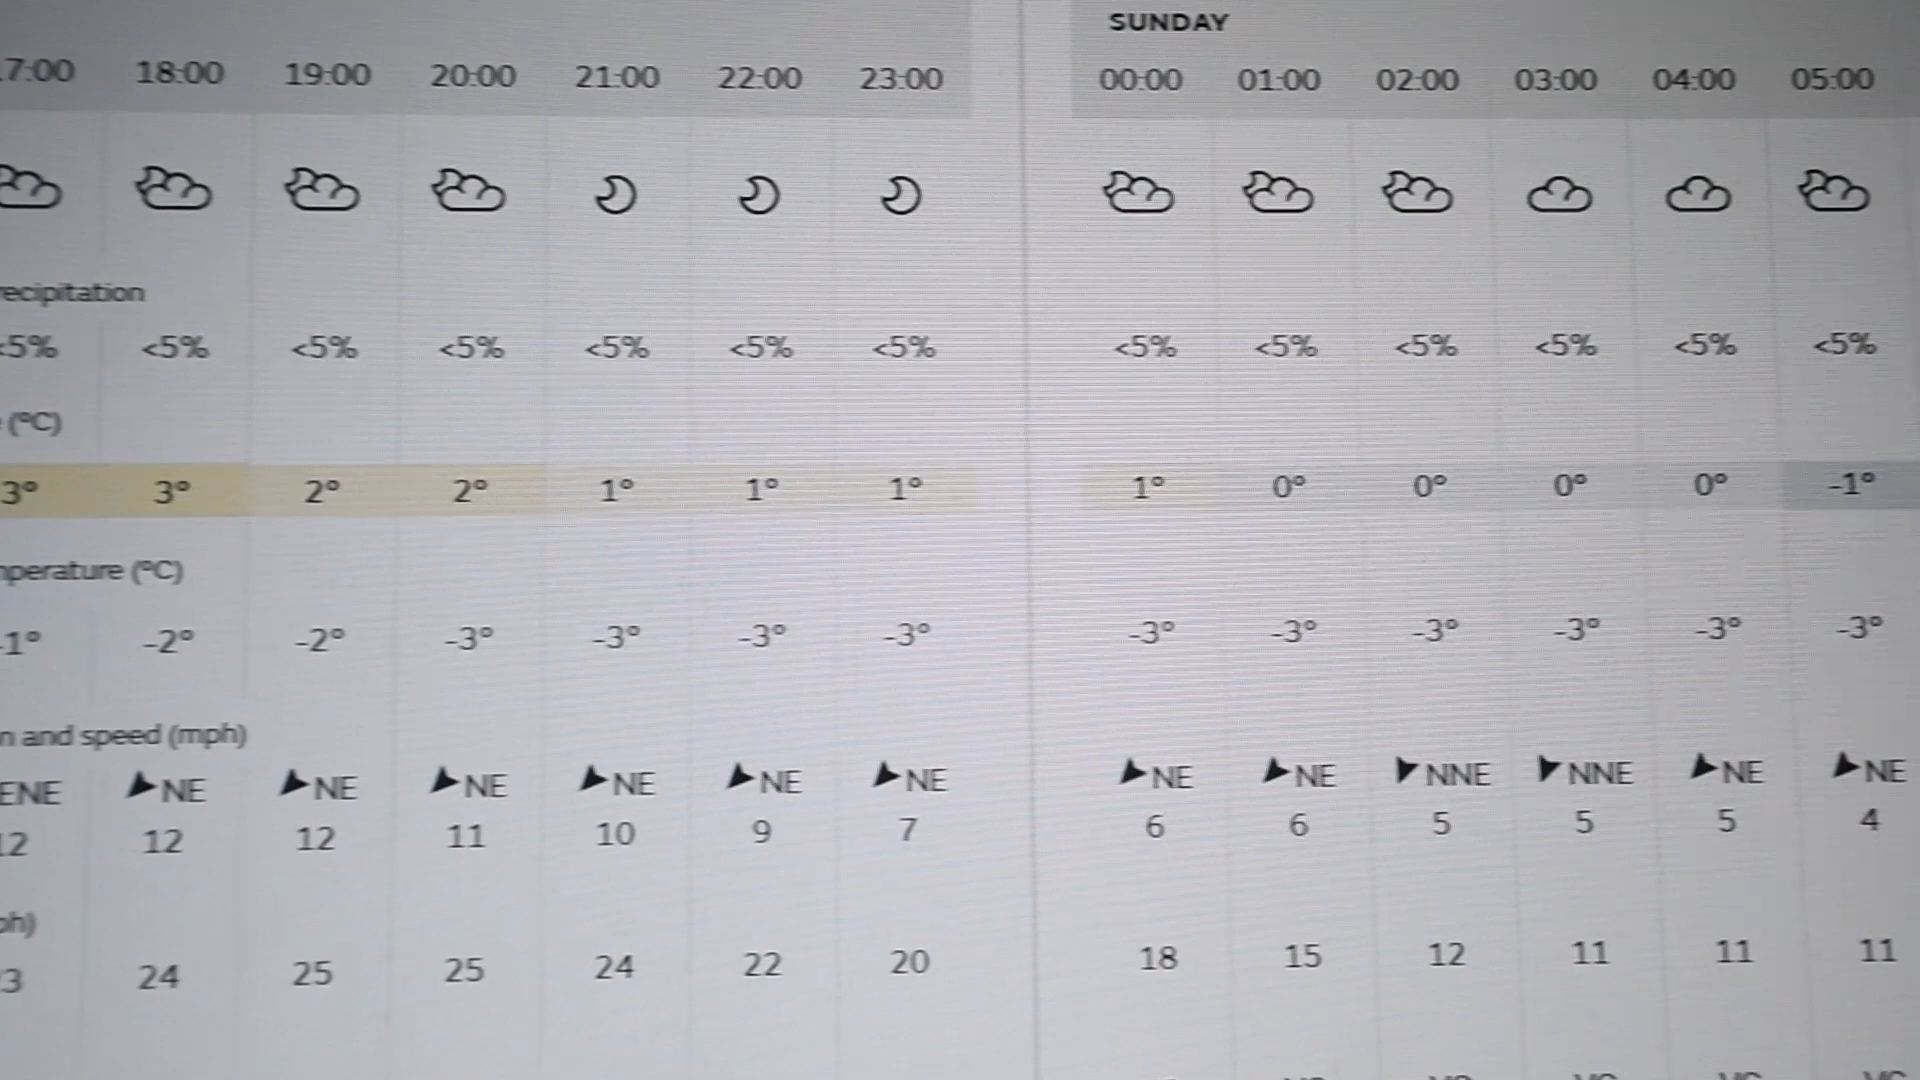 SUNDAY
7:00 18:00 19:00 20:00 21:00 22:00 23:00 00:00 01:00 02:00 03:00 04:00 05:00
recipitation
<5% <5% <5% <5% <5% <5% <5% <5% <5% <5% <5% <5% <5%
(°C)
3° 3° 2° 2° 1° 1° 1° 1° 0° 0° 0° 0° -1°
perature (°C)
-1° -2° -2° -3° -3° -3° -3° -3° -3° -3° -3° -3° -3°
n and speed (mph)
ENE NE NE NE NE NE NE NE NE NNE NNE NE NE
12 12 12 11 10 9 7 6 6 5 5 5 4
ph)
3 24 25 25 24 22 20 18 15 12 11 11 11